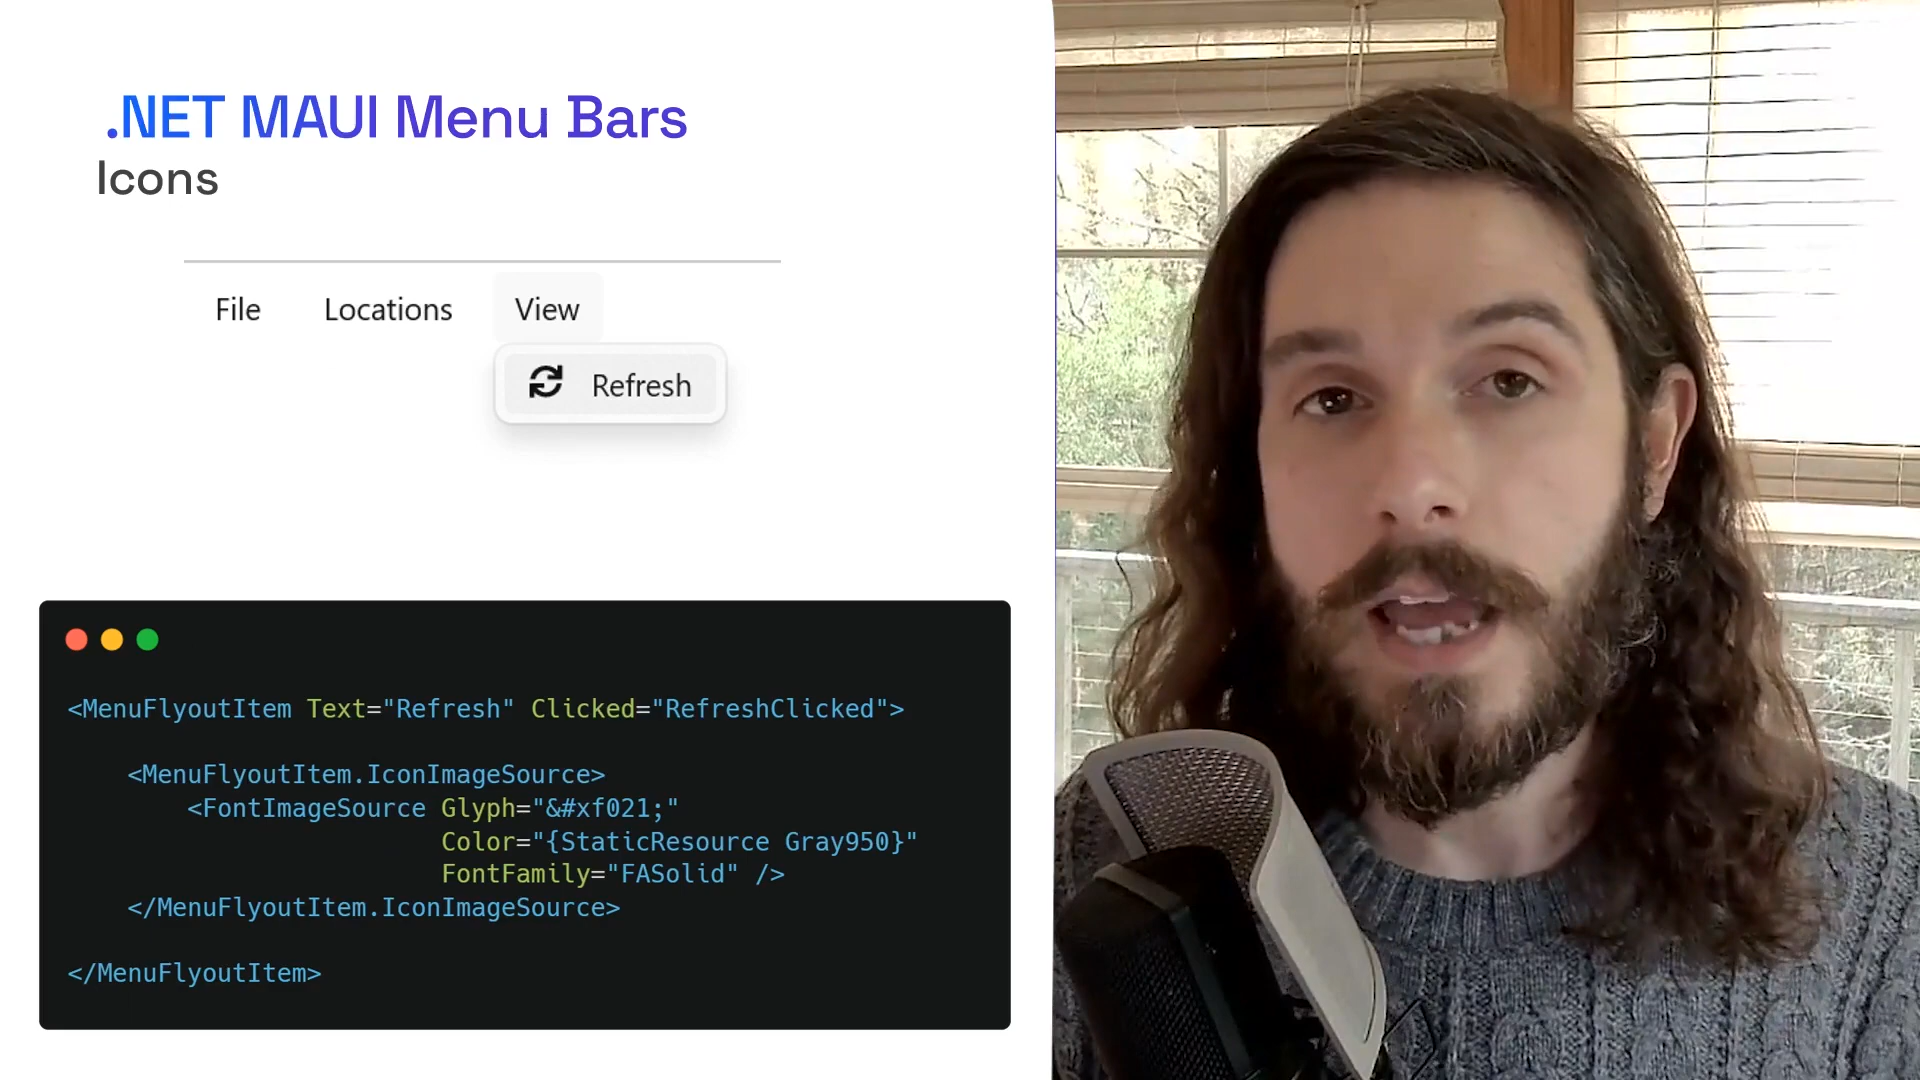 .NET MAUI Menu Bars
Icons
File Locations View
Refresh
<MenuFlyoutItem Text="Refresh" Clicked="RefreshClicked">
<MenuFlyoutItem.IconImageSource>
<FontImageSource Glyph="&#xf021;"
Color="{StaticResource Gray950}"
FontFamily="FASolid" />
</MenuFlyoutItem.IconImageSource>
</MenuFlyoutItem>